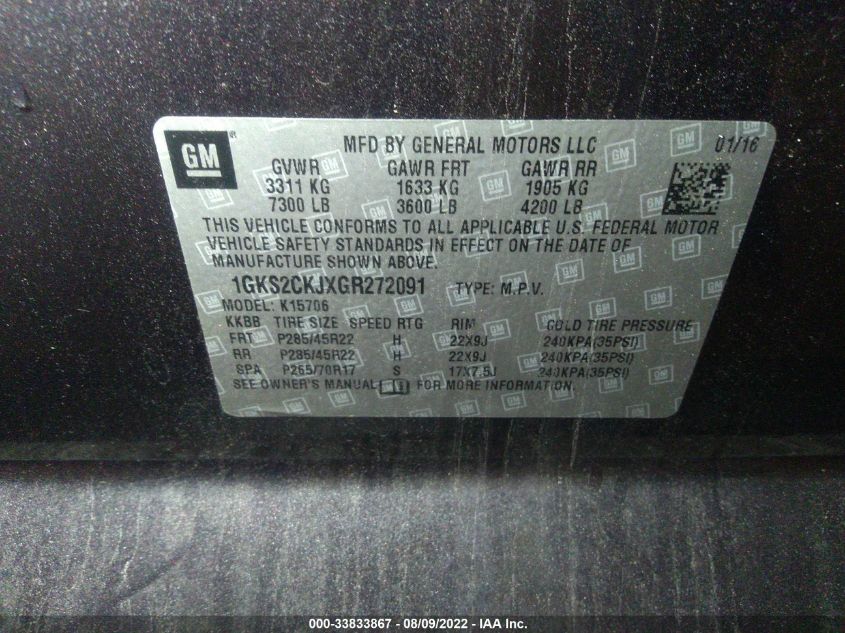 GM
MFD BY GENERAL MOTORS LLC 01/16
GVWR GAWR FRT GAWR RR
3311 KG 1633 KG 1905 KG
7300 LB 3600 LB 4200 LB
THIS VEHICLE CONFORMS TO ALL APPLICABLE U.S. FEDERAL MOTOR
VEHICLE SAFETY STANDARDS IN EFFECT ON THE DATE OF
MANUFACTURE SHOWN ABOVE.
1GKS2CKJXGR272091 TYPE: M.P.V.
MODEL: K15706
KKBB TIRE SIZE SPEED RTG RIM COLD TIRE PRESSURE
FRT P285/45R22 H 22X9J 240KPA(35PSI)
RR P285/45R22 H 22X9J 240KPA(35PSI)
SPA P265/70R17 S 17X7.5J 240KPA(35PSI)
SEE OWNER'S MANUAL FOR MORE INFORMATION.
000-33833867 - 08/09/2022 - IAA Inc.